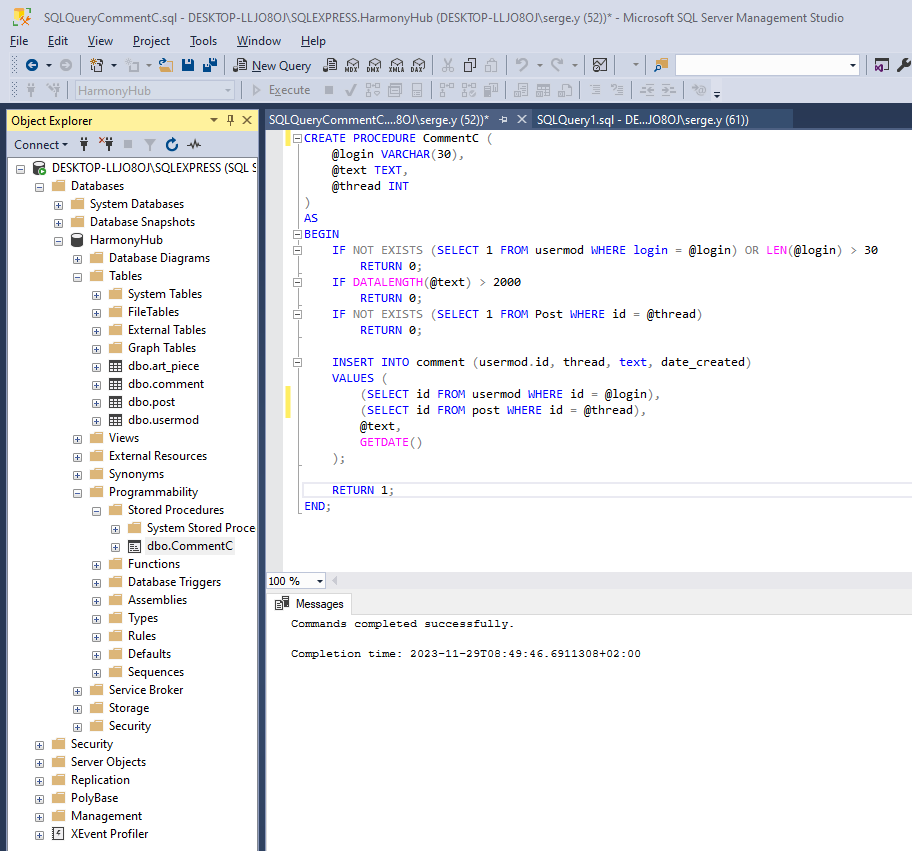 SQLQueryCommentC.sql - DESKTOP-LLJO8OJ\SQLEXPRESS.HarmonyHub (DESKTOP-LLJO8OJ\serge.y (52))* - Microsoft SQL Server Management Studio
File Edit View Project Tools Window Help
New Query MDX DMX XMLA DAX
HarmonyHub Execute
Object Explorer
Connect
DESKTOP-LLJO8OJ\SQLEXPRESS (SQL S
Databases
System Databases
Database Snapshots
HarmonyHub
Database Diagrams
Tables
System Tables
FileTables
External Tables
Graph Tables
dbo.art_piece
dbo.comment
dbo.post
dbo.usermod
Views
External Resources
Synonyms
Programmability
Stored Procedures
System Stored Proce
dbo.CommentC
Functions
Database Triggers
Assemblies
Types
Rules
Defaults
Sequences
Service Broker
Storage
Security
Security
Server Objects
Replication
PolyBase
Management
XEvent Profiler
SQLQueryCommentC....8OJ\serge.y (52))* SQLQuery1.sql - DE...JO8OJ\serge.y (61))
CREATE PROCEDURE CommentC (
@login VARCHAR(30),
@text TEXT,
@thread INT
)
AS
BEGIN
IF NOT EXISTS (SELECT 1 FROM usermod WHERE login = @login) OR LEN(@login) > 30
RETURN 0;
IF DATALENGTH(@text) > 2000
RETURN 0;
IF NOT EXISTS (SELECT 1 FROM Post WHERE id = @thread)
RETURN 0;
INSERT INTO comment (usermod.id, thread, text, date_created)
VALUES (
(SELECT id FROM usermod WHERE id = @login),
(SELECT id FROM post WHERE id = @thread),
@text,
GETDATE()
);
RETURN 1;
END;
100 %
Messages
Commands completed successfully.
Completion time: 2023-11-29T08:49:46.6911308+02:00